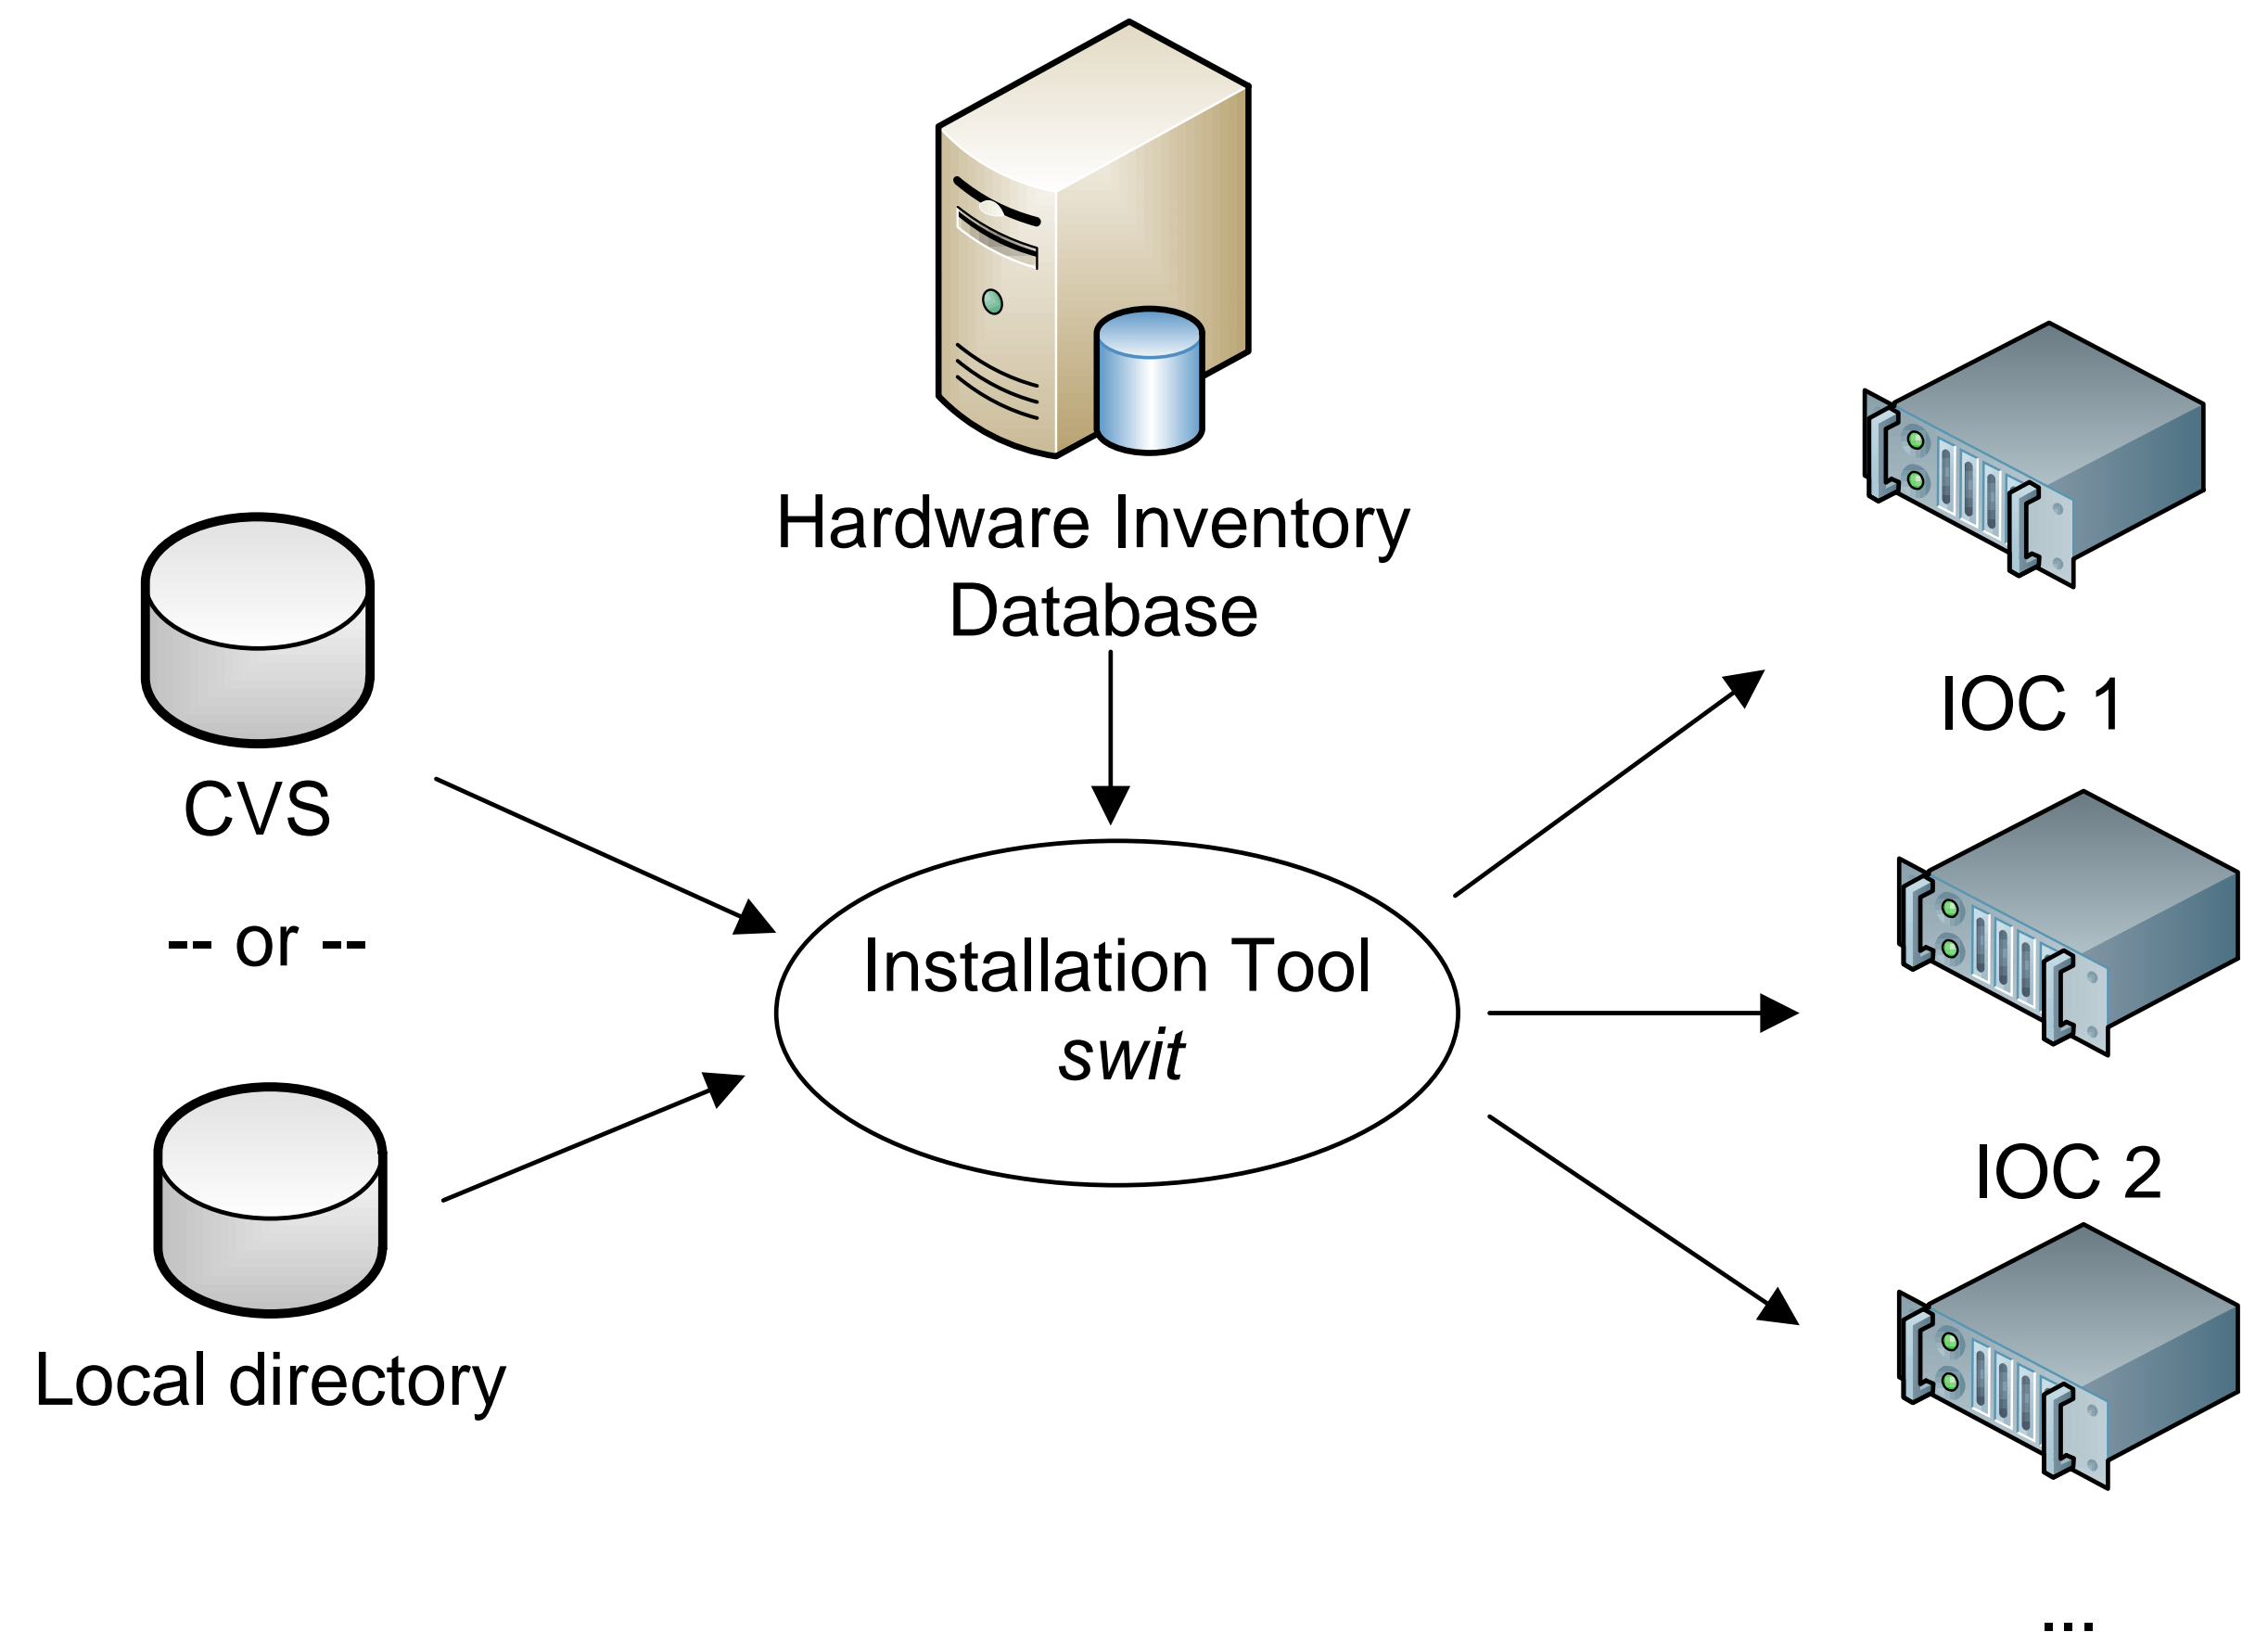 Hardware Inventory
Database
CVS
-- or --
Local directory
Installation Tool
swit
IOC 1
IOC 2
...